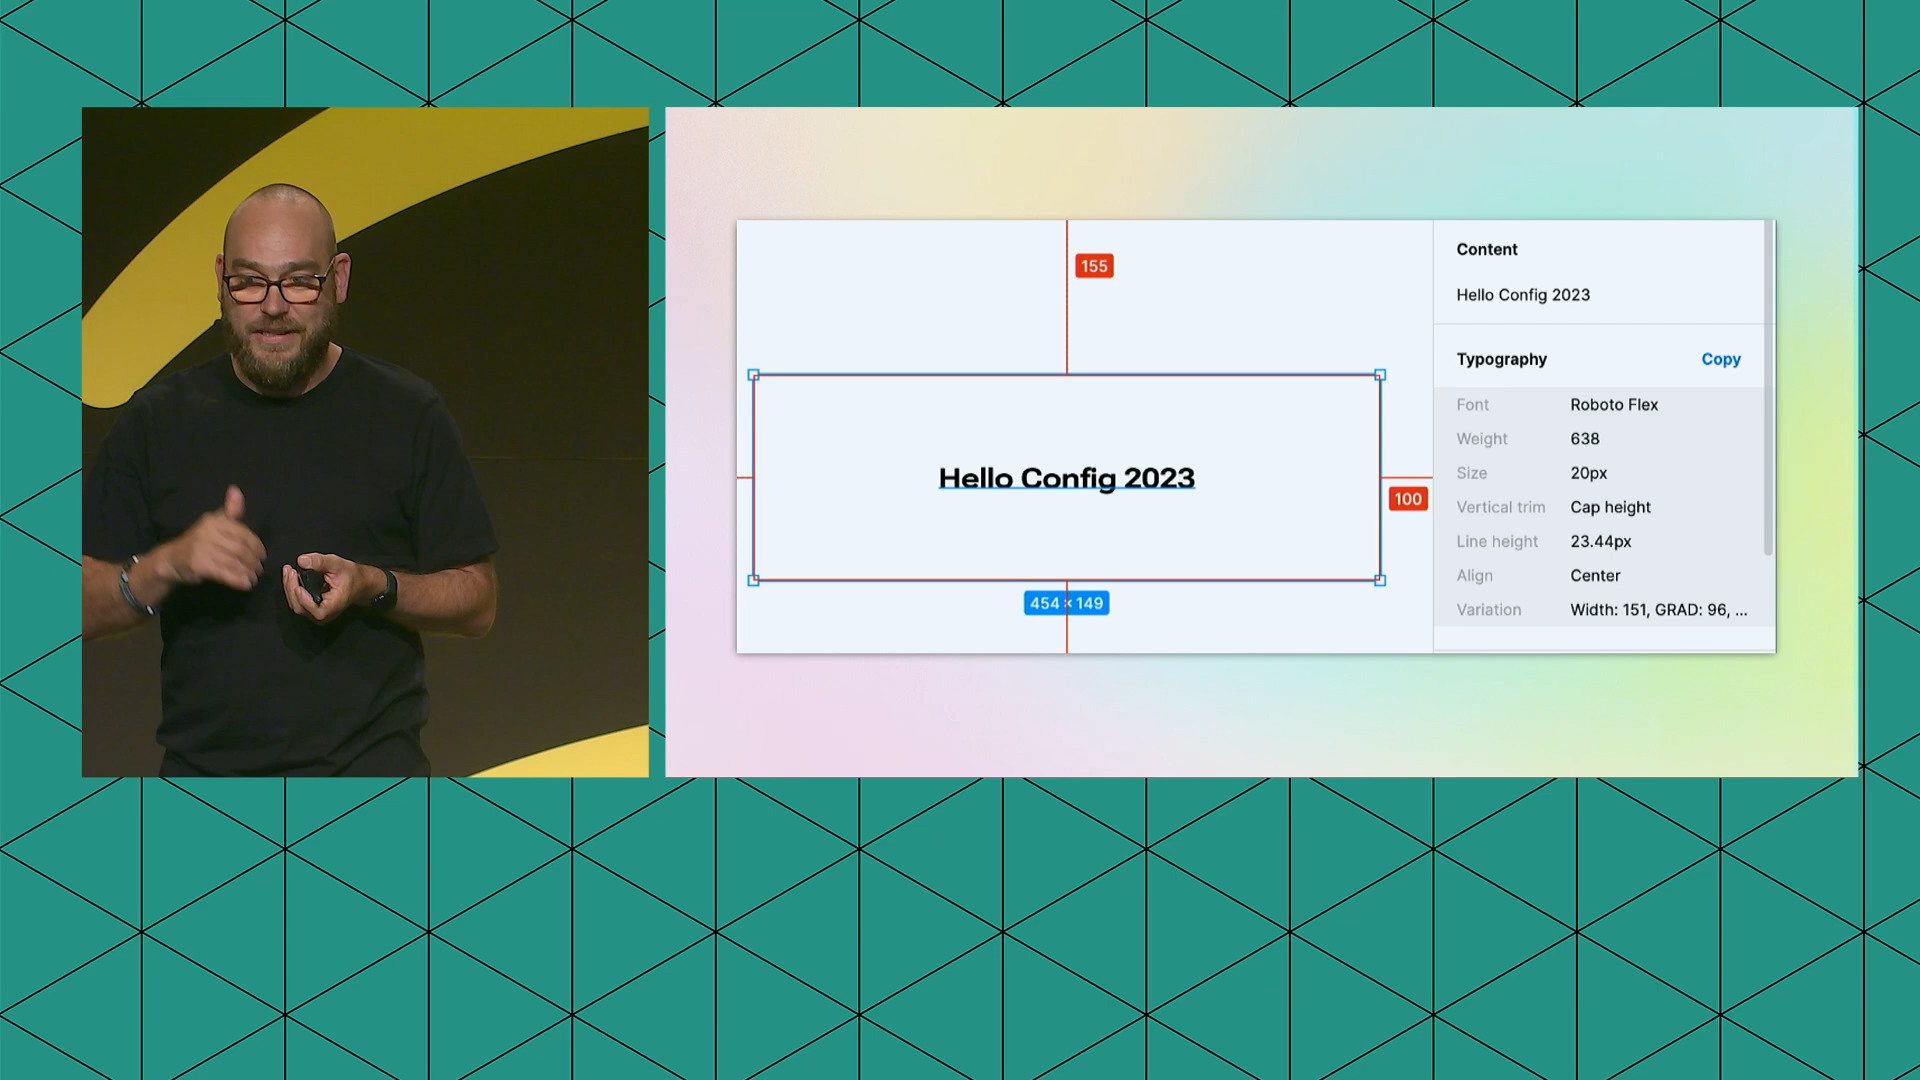 155
Hello Config 2023
100
454 × 149
Content
Hello Config 2023
Typography Copy
Font Roboto Flex
Weight 638
Size 20px
Vertical trim Cap height
Line height 23.44px
Align Center
Variation Width: 151, GRAD: 96, ...